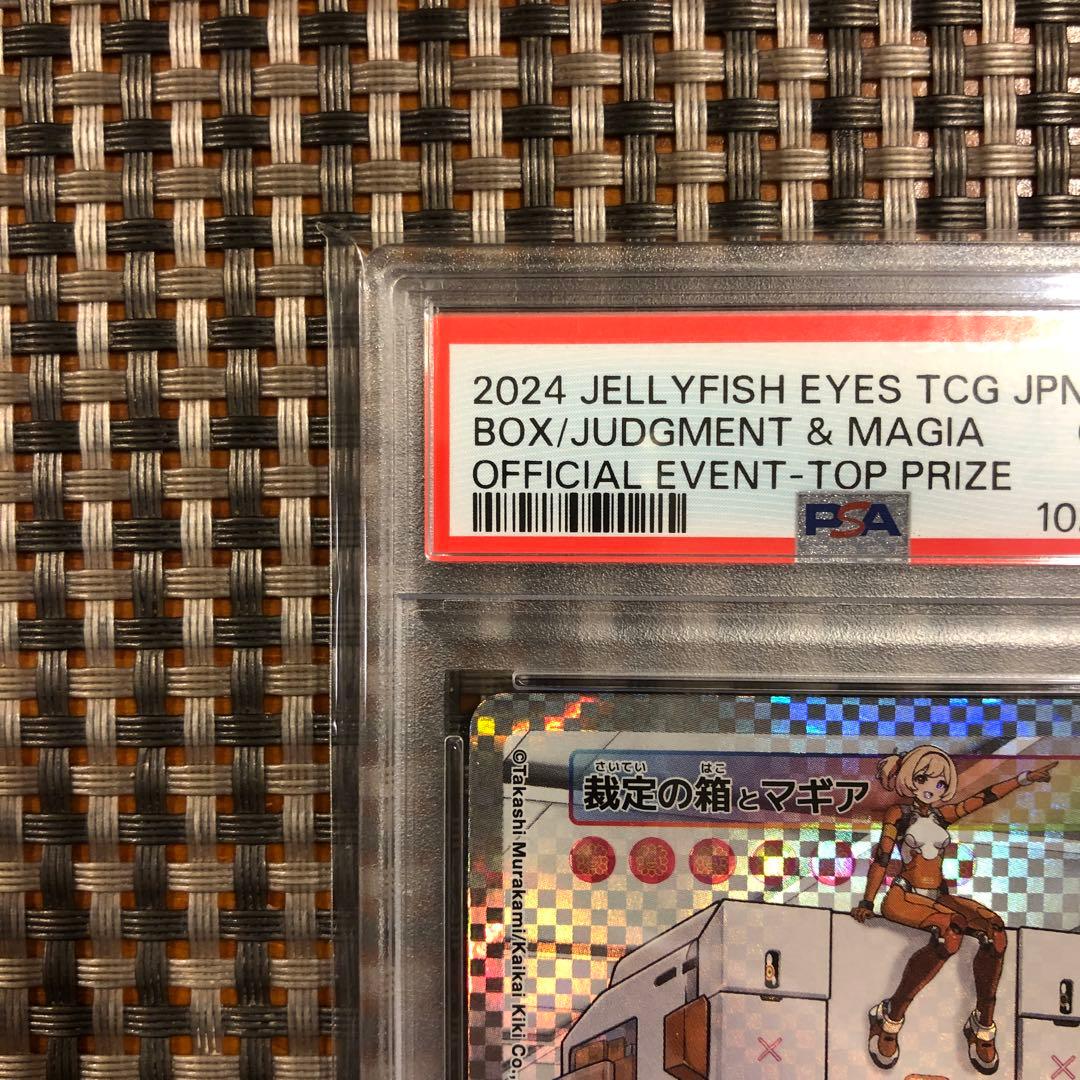 2024 JELLYFISH EYES TCG JPN
BOX/JUDGMENT & MAGIA
OFFICIAL EVENT-TOP PRIZE
PSA
10
さいてい はこ
裁定の箱とマギア
©Takashi Murakami/Kaikai Kiki Co.,